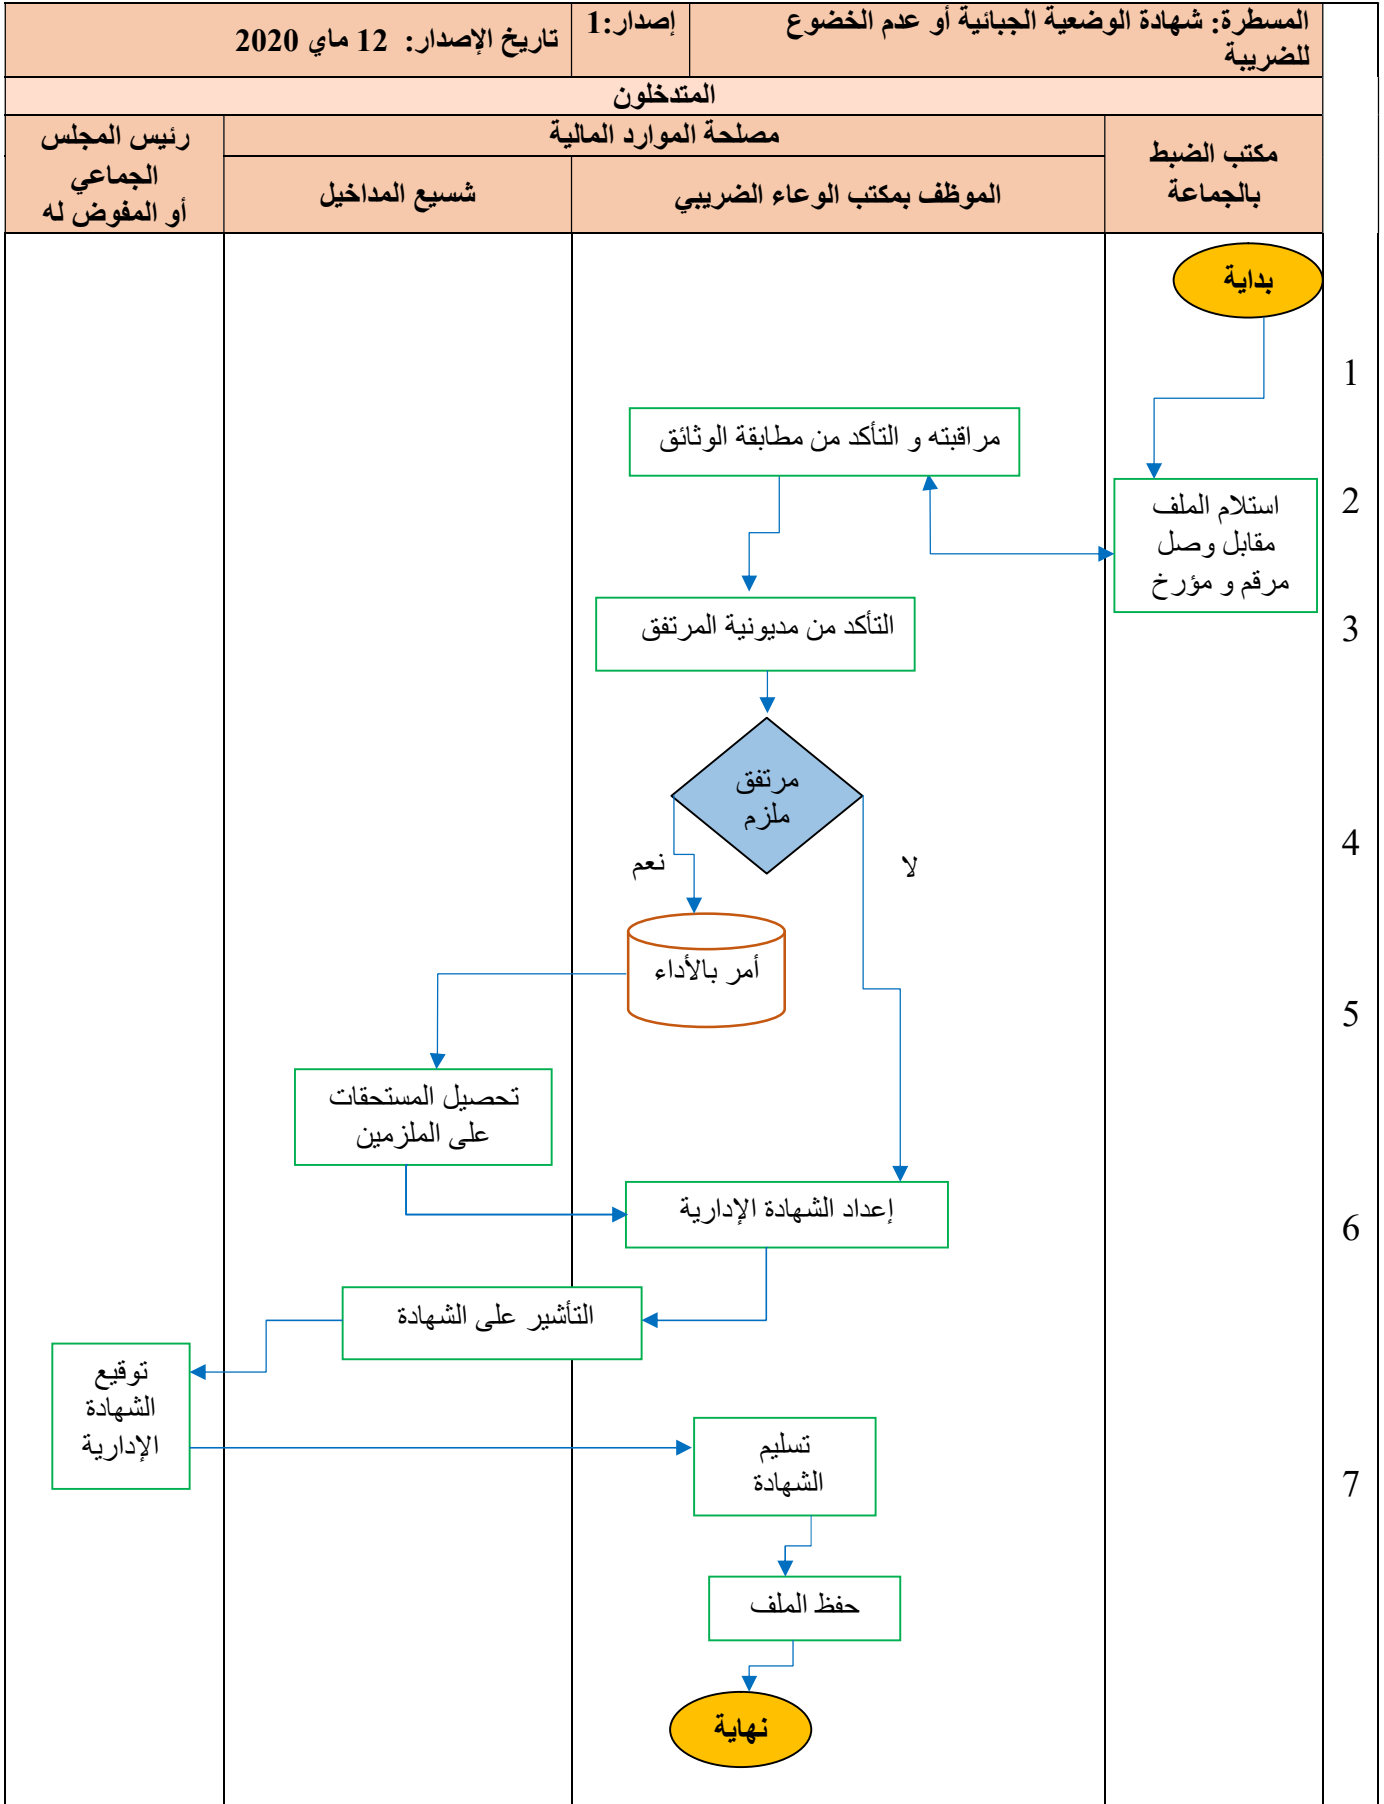 المسطرة: شهادة الوضعية الجبائية أو عدم الخضوع
للضريبة
إصدار:1
تاريخ الإصدار: 12 ماي 2020
المتدخلون
مكتب الضبط
بالجماعة
مصلحة الموارد المالية
رئيس المجلس
الجماعي
أو المفوض له
الموظف بمكتب الوعاء الضريبي
شسيع المداخيل
بداية
1
مراقبته و التأكد من مطابقة الوثائق
2
استلام الملف
مقابل وصل
مرقم و مؤرخ
3
التأكد من مديونية المرتفق
مرتفق
ملزم
4
لا
نعم
أمر بالأداء
5
تحصيل المستحقات
على الملزمين
إعداد الشهادة الإدارية
6
التأشير على الشهادة
توقيع
الشهادة
الإدارية
تسليم
الشهادة
7
حفظ الملف
نهاية